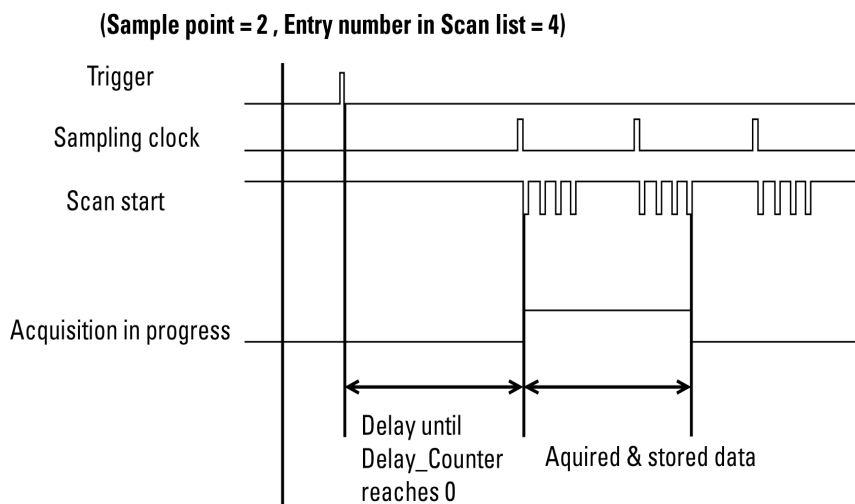 (Sample point = 2 , Entry number in Scan list = 4)
Trigger
Sampling clock
Scan start
Acquisition in progress
Delay until
Delay_Counter
reaches 0
Aquired & stored data